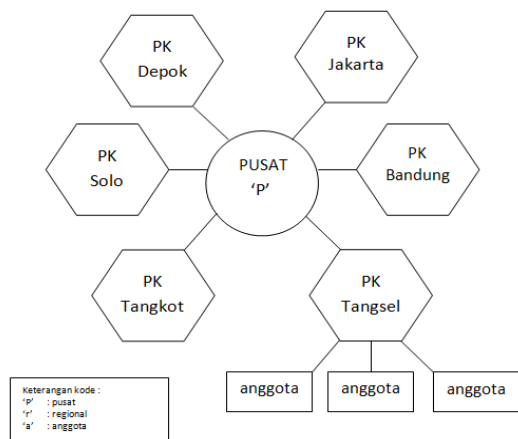 PK
Depok
PK
Jakarta
PK
Solo
PUSAT
‘P’
PK
Bandung
PK
Tangkot
PK
Tangsel
anggota
anggota
anggota
Keterangan kode :
‘P’ : pusat
‘r’ : regional
‘a’ : anggota